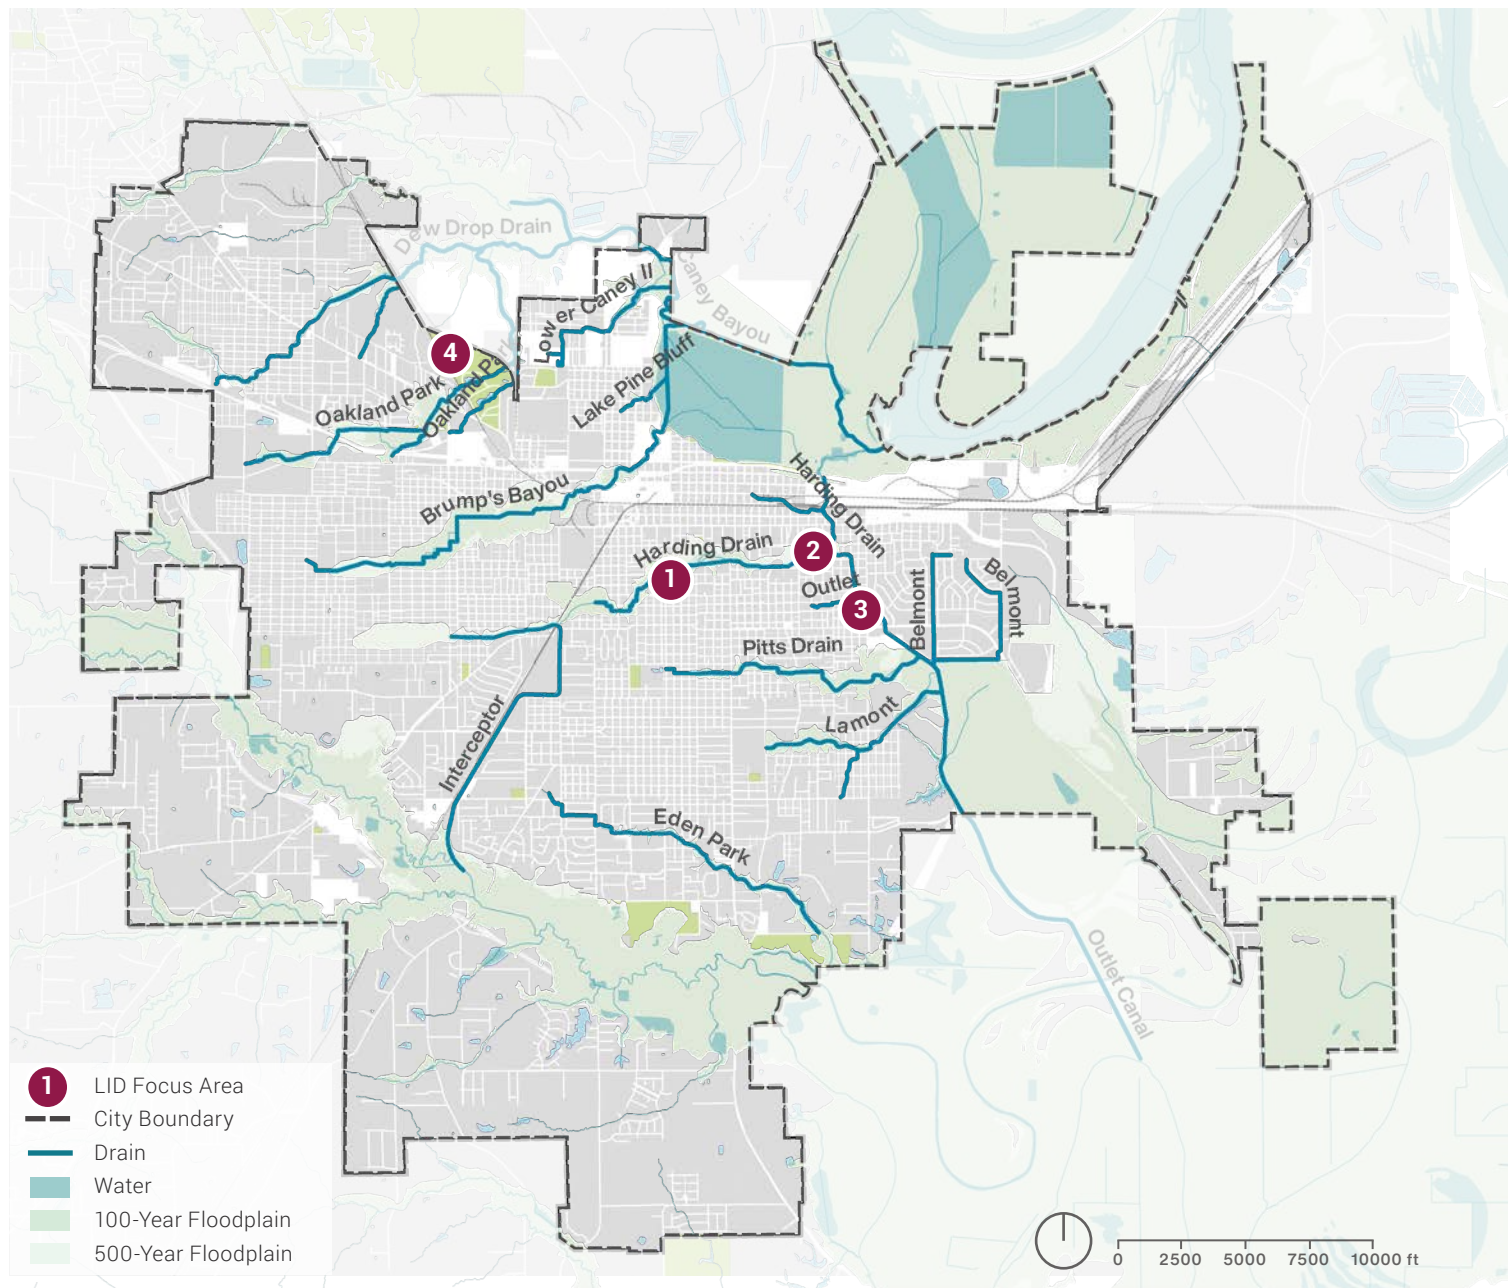 Dew Drop Drain
Lower Caney II
Caney Bayou
4
Oakland Park
Oakland Park
Lake Pine Bluff
Brump's Bayou
Harding Drain
Harding Drain
2
1
Outlet
3
Belmont
Belmont
Pitts Drain
Lamont
Interceptor
Eden Park
Outlet Canal
1 LID Focus Area
City Boundary
Drain
Water
100-Year Floodplain
500-Year Floodplain
0 2500 5000 7500 10000 ft